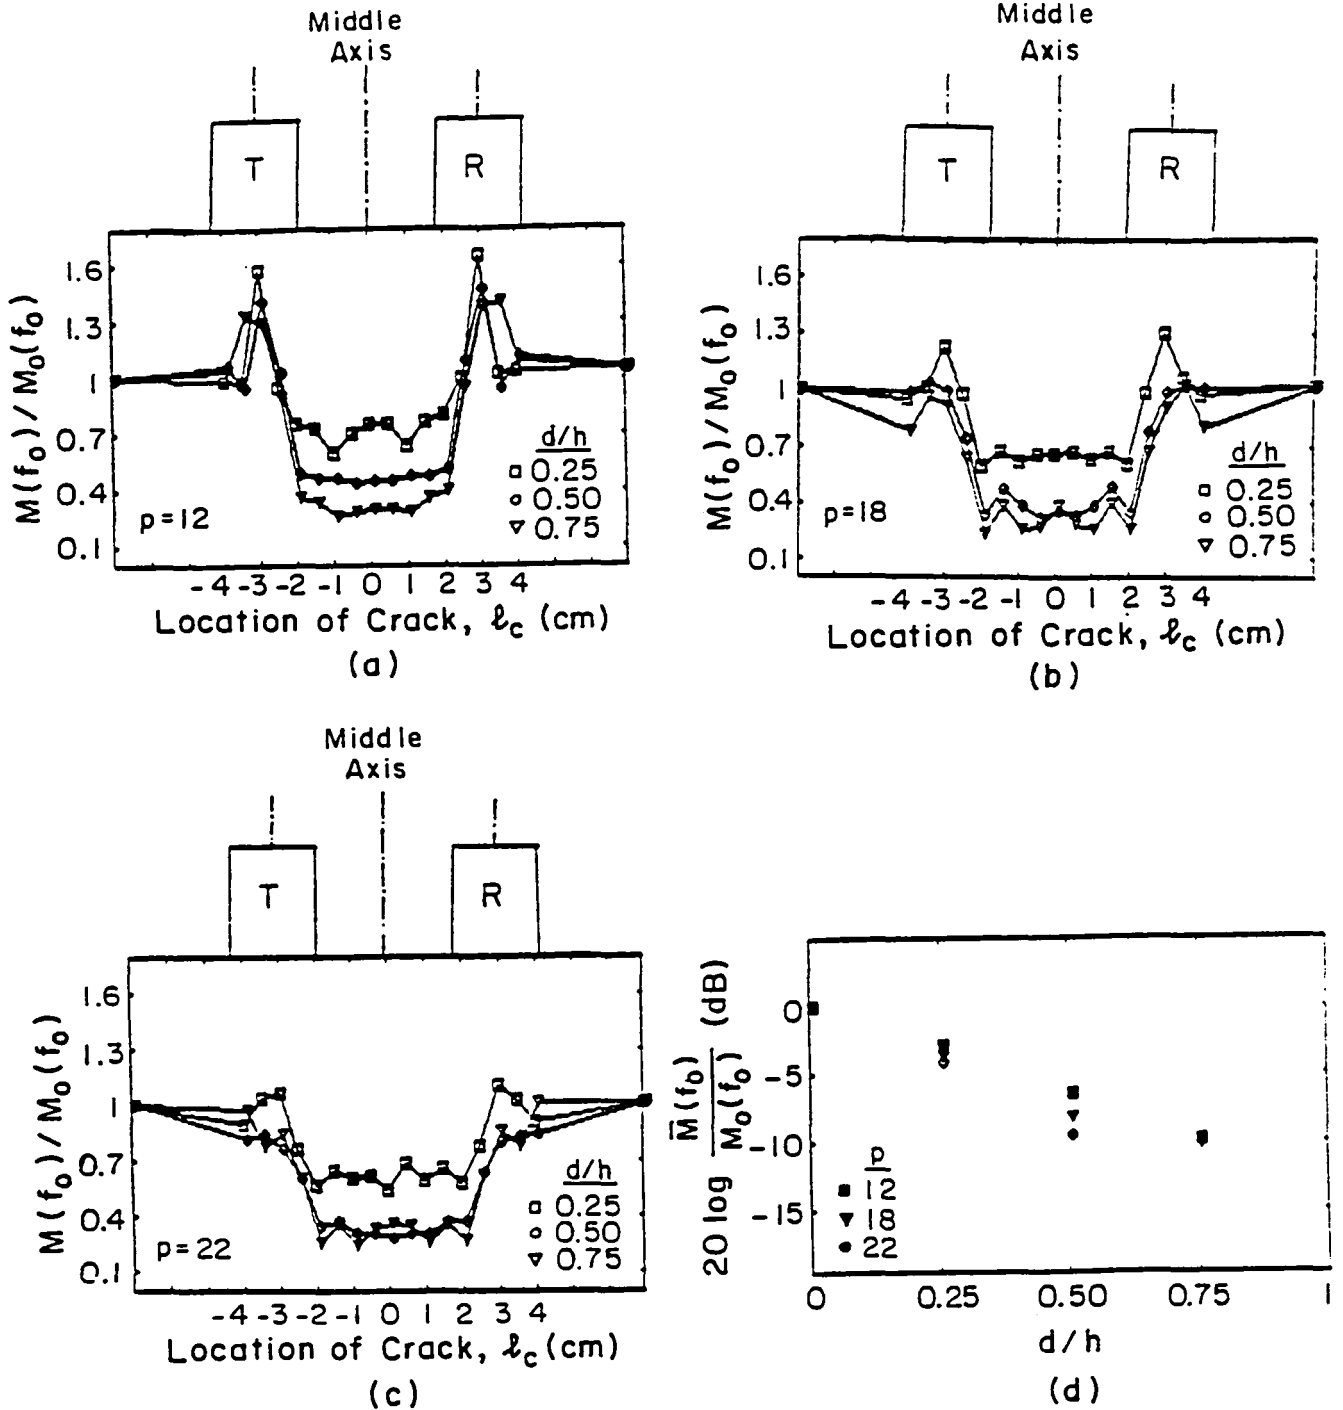 Middle
Axis
T
R
1.6
1.3
1
0.7
0.4
0.1
M(f₀)/M₀(f₀)
d/h
0.25
0.50
0.75
p=12
-4 -3 -2 -1 0 1 2 3 4
Location of Crack, ℓc (cm)
(a)
Middle
Axis
T
R
1.6
1.3
1
0.7
0.4
0.1
M(f₀)/M₀(f₀)
d/h
0.25
0.50
0.75
p=18
-4 -3 -2 -1 0 1 2 3 4
Location of Crack, ℓc (cm)
(b)
Middle
Axis
T
R
1.6
1.3
1
0.7
0.4
0.1
M(f₀)/M₀(f₀)
d/h
0.25
0.50
0.75
p=22
-4 -3 -2 -1 0 1 2 3 4
Location of Crack, ℓc (cm)
(c)
20 log M̄(f₀)/M₀(f₀) (dB)
0
-5
-10
-15
p
12
18
22
0 0.25 0.50 0.75 1
d/h
(d)